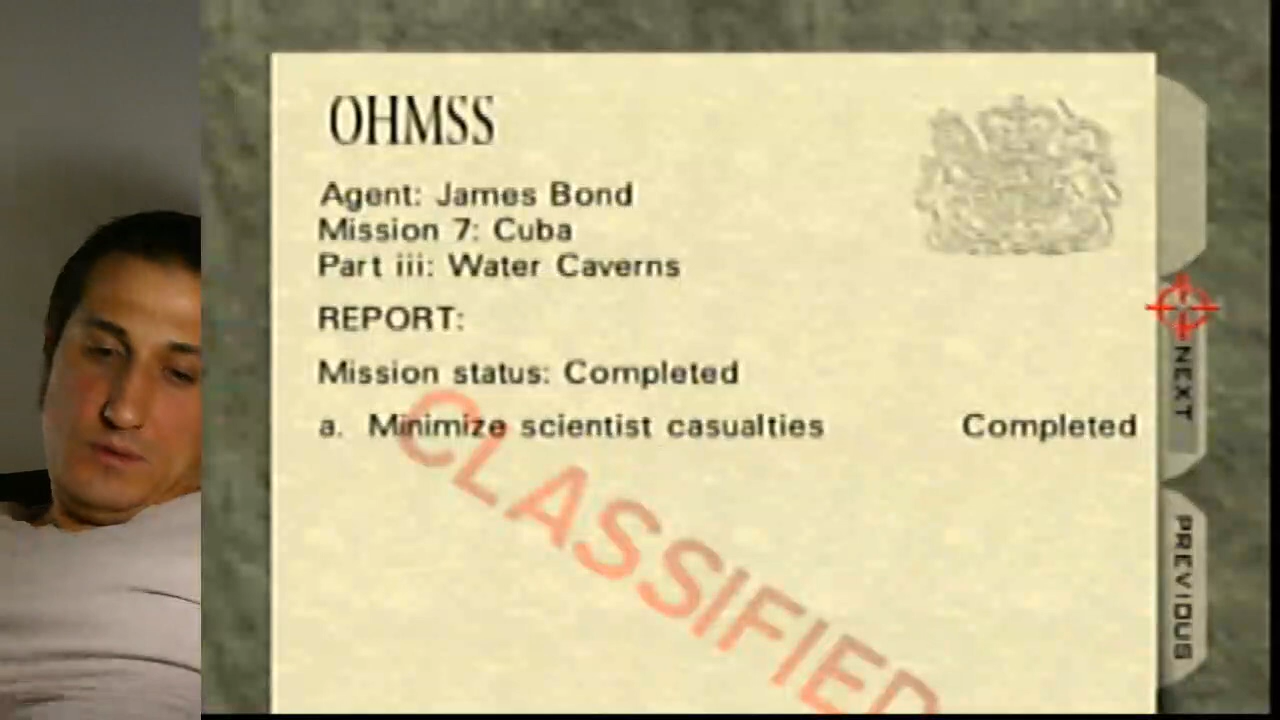 OHMSS
Agent: James Bond
Mission 7: Cuba
Part iii: Water Caverns
REPORT:
Mission status: Completed
a. Minimize scientist casualties Completed
CLASSIFIED
NEXT
PREVIOUS